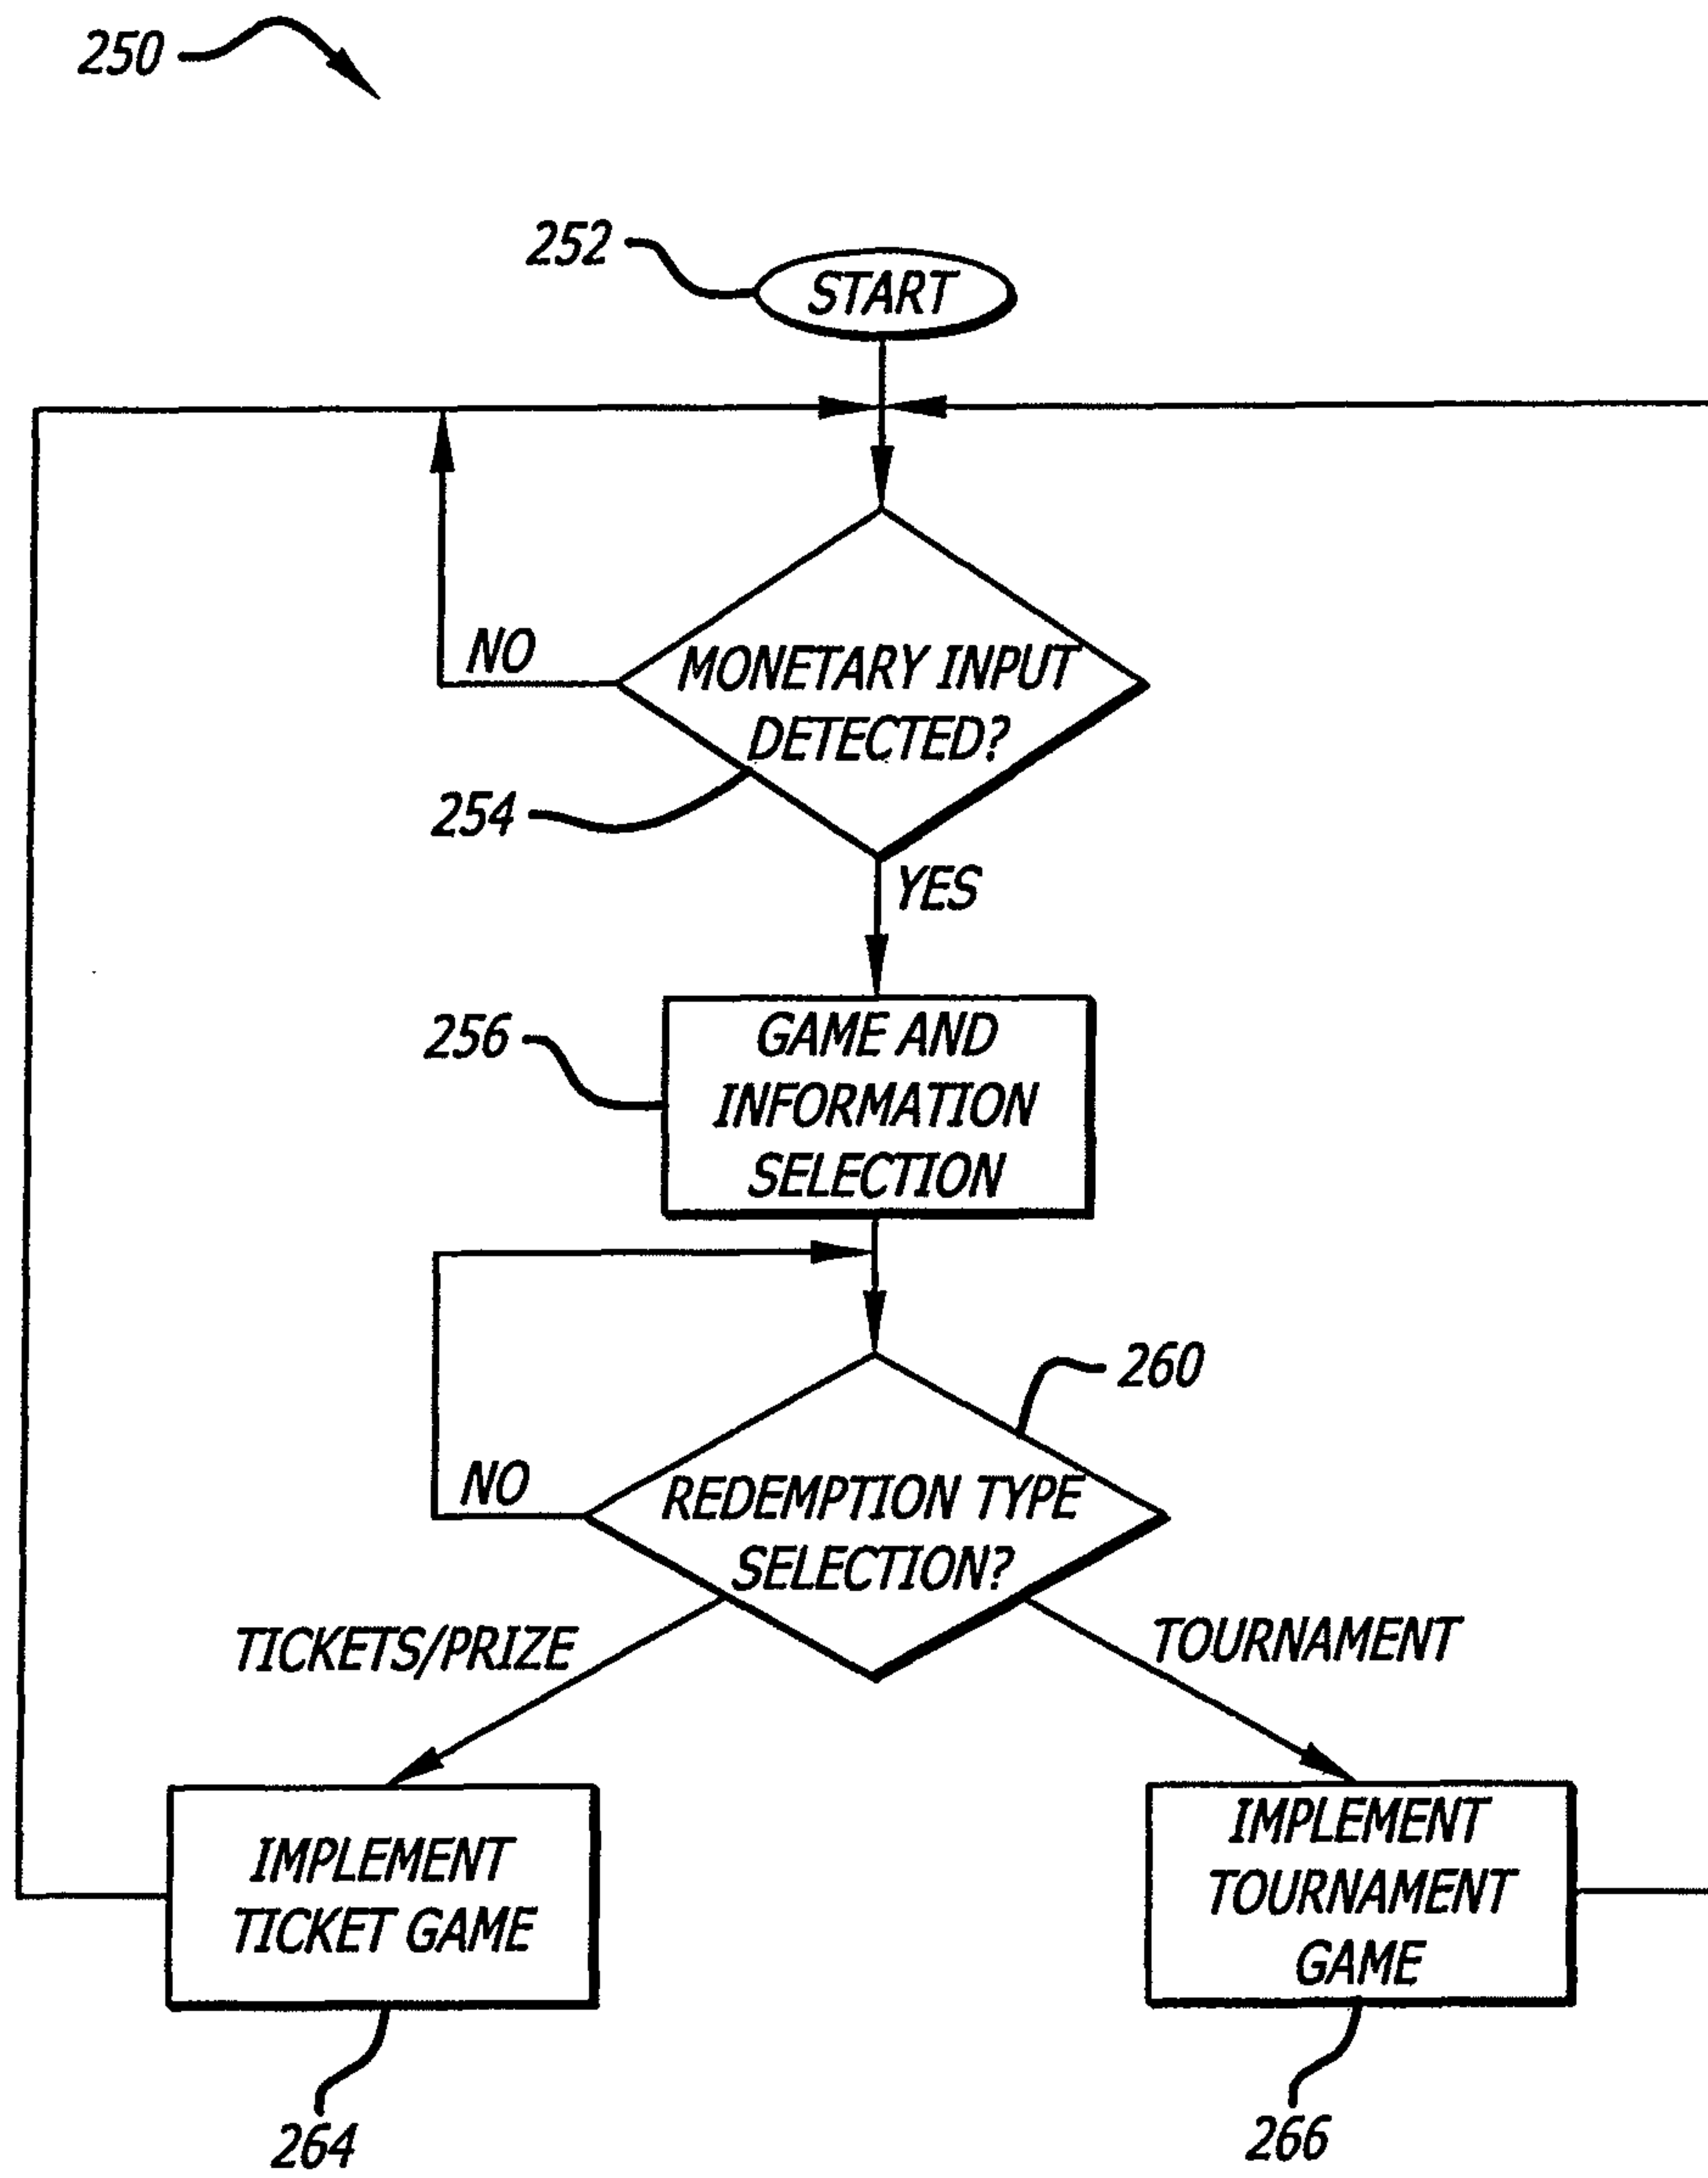 250
252
START
NO
MONETARY INPUT
DETECTED?
254
YES
256
GAME AND
INFORMATION
SELECTION
260
NO
REDEMPTION TYPE
SELECTION?
TICKETS/PRIZE
TOURNAMENT
IMPLEMENT
TICKET GAME
IMPLEMENT
TOURNAMENT
GAME
264
266